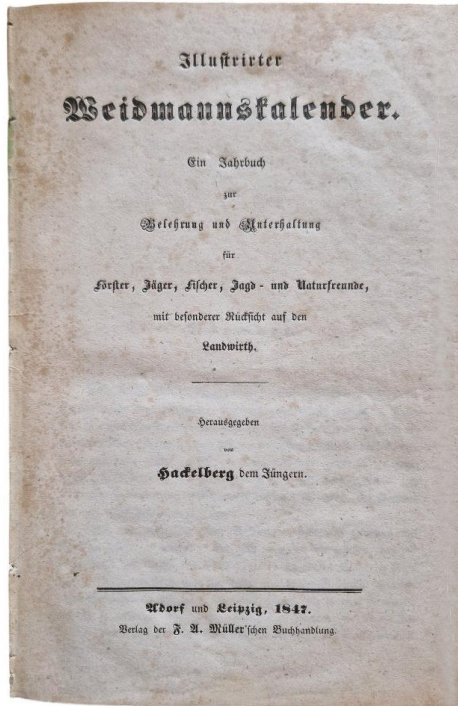 Illustrirter
Weidmannskalender.
Ein Jahrbuch
zur
Belehrung und Unterhaltung
für
Förster, Jäger, Fischer, Jagd- und Naturfreunde,
mit besonderer Rücksicht auf den
Landwirth.
Herausgegeben
von
Hackelberg dem Jüngern.
Adorf und Leipzig, 1847.
Verlag der F. A. Müller'schen Buchhandlung.